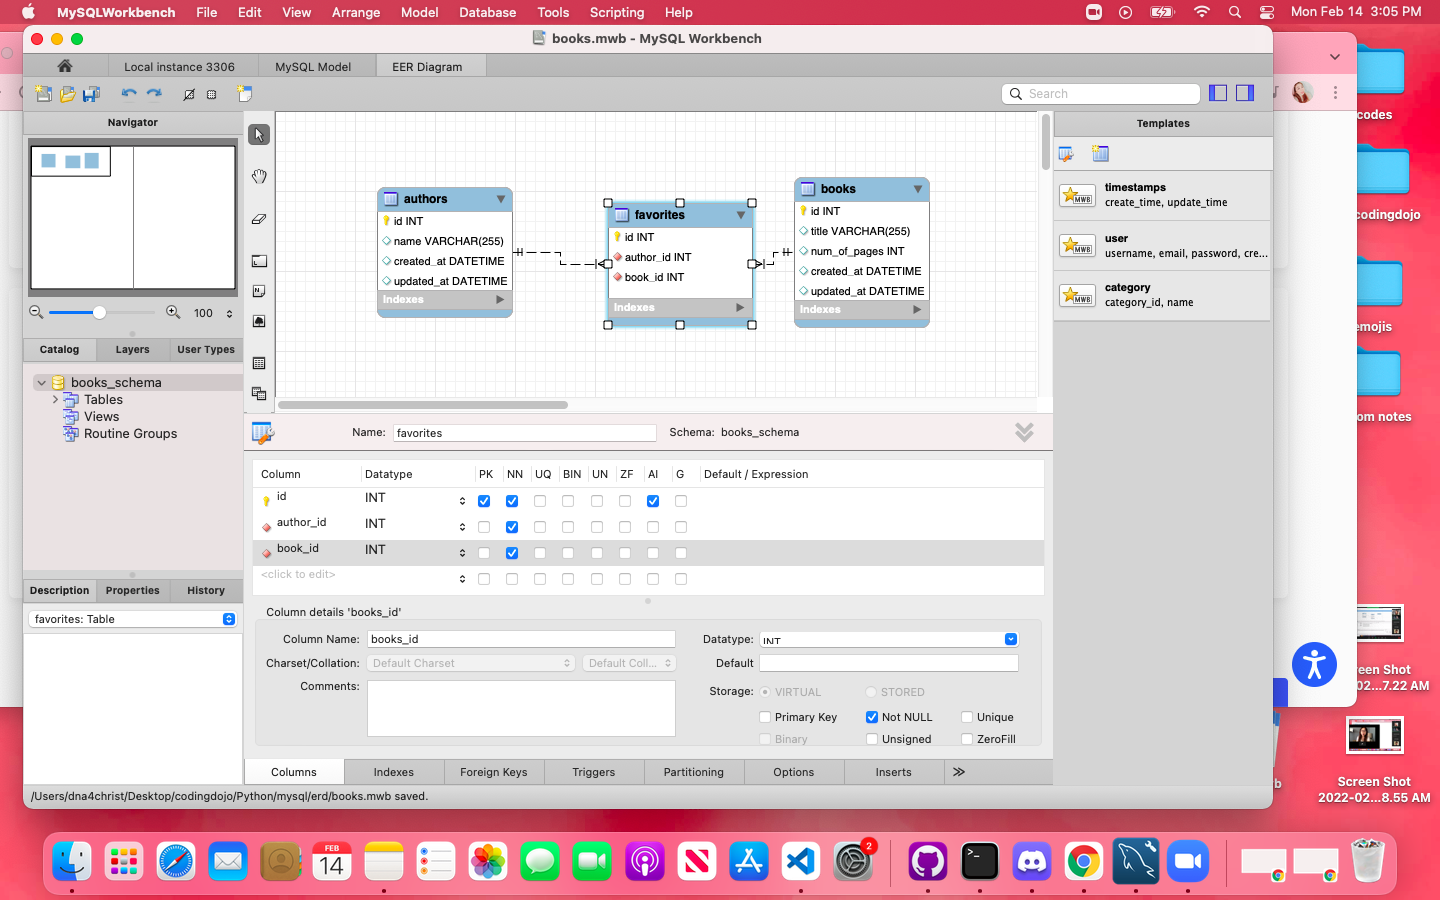 MySQLWorkbench File Edit View Arrange Model Database Tools Scripting Help Mon Feb 14 3:05 PM
books.mwb - MySQL Workbench
Local instance 3306 MySQL Model EER Diagram
Search
Navigator
Templates
codes
timestamps
create_time, update_time
user
username, email, password, cre...
category
category_id, name
codingdojo
emojis
om notes
authors
id INT
name VARCHAR(255)
created_at DATETIME
updated_at DATETIME
Indexes
favorites
id INT
author_id INT
book_id INT
Indexes
books
id INT
title VARCHAR(255)
num_of_pages INT
created_at DATETIME
updated_at DATETIME
Indexes
100
Catalog Layers User Types
books_schema
Tables
Views
Routine Groups
Name: favorites Schema: books_schema
Column Datatype PK NN UQ BIN UN ZF AI G Default / Expression
id INT
author_id INT
book_id INT
<click to edit>
Column details 'books_id'
Column Name: books_id Datatype: INT
Charset/Collation: Default Charset Default Coll... Default
Comments: Storage: VIRTUAL STORED
Primary Key Not NULL Unique
Binary Unsigned ZeroFill
Description Properties History
favorites: Table
Columns Indexes Foreign Keys Triggers Partitioning Options Inserts
/Users/dna4christ/Desktop/codingdojo/Python/mysql/erd/books.mwb saved.
reen Shot
02...7.22 AM
Screen Shot
2022-02...8.55 AM
b
MWB
MWB
MWB
FEB
14
2